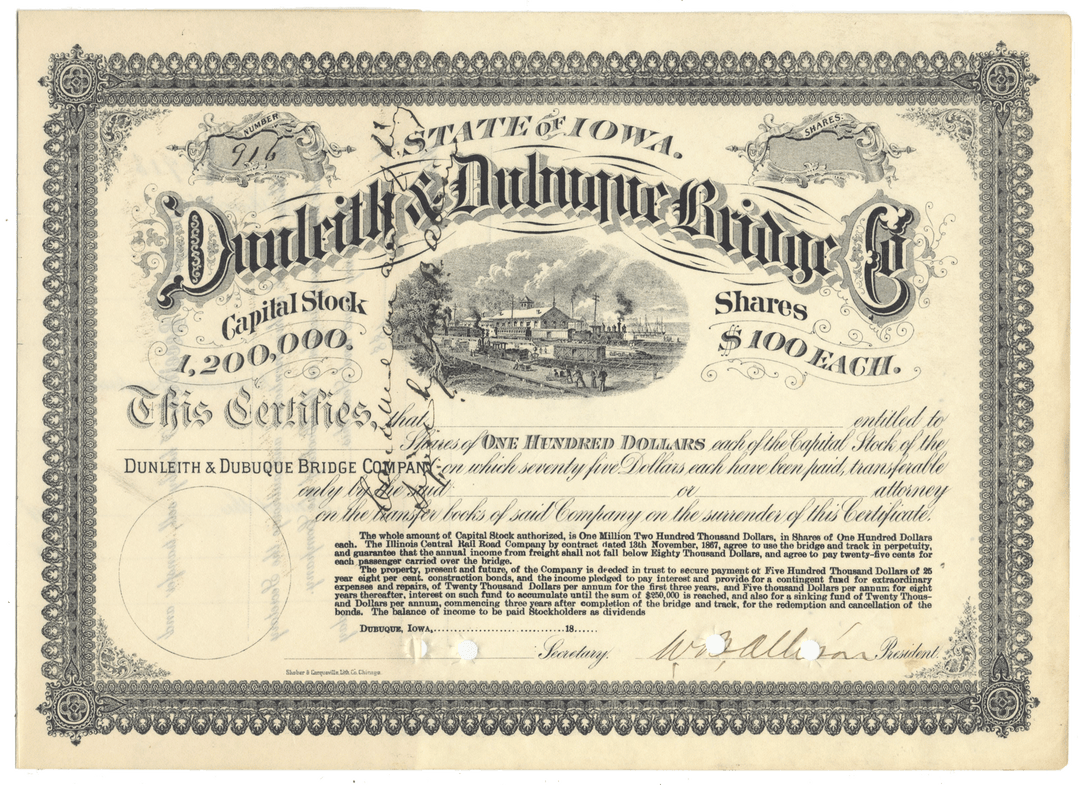 NUMBER
916
STATE OF IOWA.
SHARES.
Dunleith & Dubuque Bridge Co
Capital Stock
1,200,000.
Shares
$100 EACH.
This Certifies, that entitled to
Shares of ONE HUNDRED DOLLARS each of the Capital Stock of the
DUNLEITH & DUBUQUE BRIDGE COMPANY on which seventy five Dollars each have been paid, transferable
only by the said or attorney
on the transfer books of said Company on the surrender of this Certificate.
The whole amount of Capital Stock authorized, is One Million Two Hundred Thousand Dollars, in Shares of One Hundred Dollars
each. The Illinois Central Rail Road Company by contract dated 13th November, 1867, agree to use the bridge and track in perpetuity,
and guarantee that the annual income from freight shall not fall below Eighty Thousand Dollars, and agree to pay twenty-five cents for
each passenger carried over the bridge.
The property, present and future, of the Company is deeded in trust to secure payment of Five Hundred Thousand Dollars of 25
year eight per cent. construction bonds, and the income pledged to pay interest and provide for a contingent fund for extraordinary
expenses and repairs, of Twenty Thousand Dollars per annum for the first three years, and Five thousand Dollars per annum for eight
years thereafter, interest on such fund to accumulate until the sum of $250,000 is reached, and also for a sinking fund of Twenty Thous-
and Dollars per annum, commencing three years after completion of the bridge and track, for the redemption and cancellation of the
bonds. The balance of income to be paid Stockholders as dividends
DUBUQUE, IOWA, 18
Secretary. W B Allison President.
Shober & Carqueville Lith. Co. Chicago.